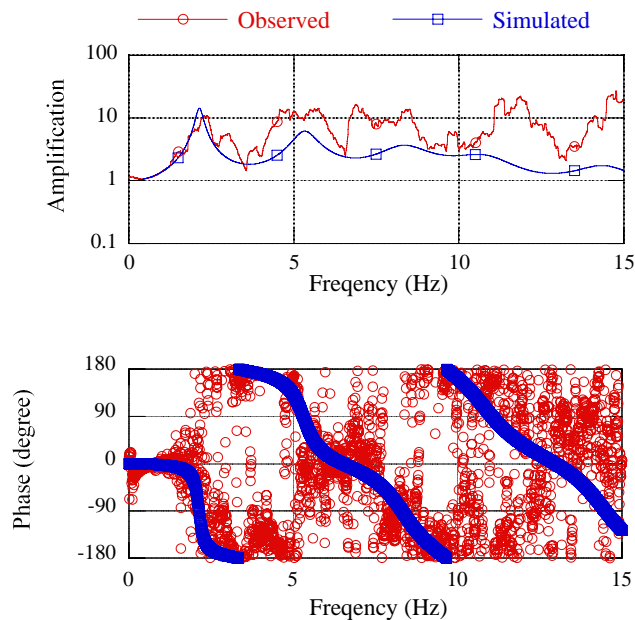 Observed
Simulated
100
10
1
0.1
Amplification
0
5
10
15
Freqency (Hz)
180
90
0
-90
-180
Phase (degree)
0
5
10
15
Freqency (Hz)